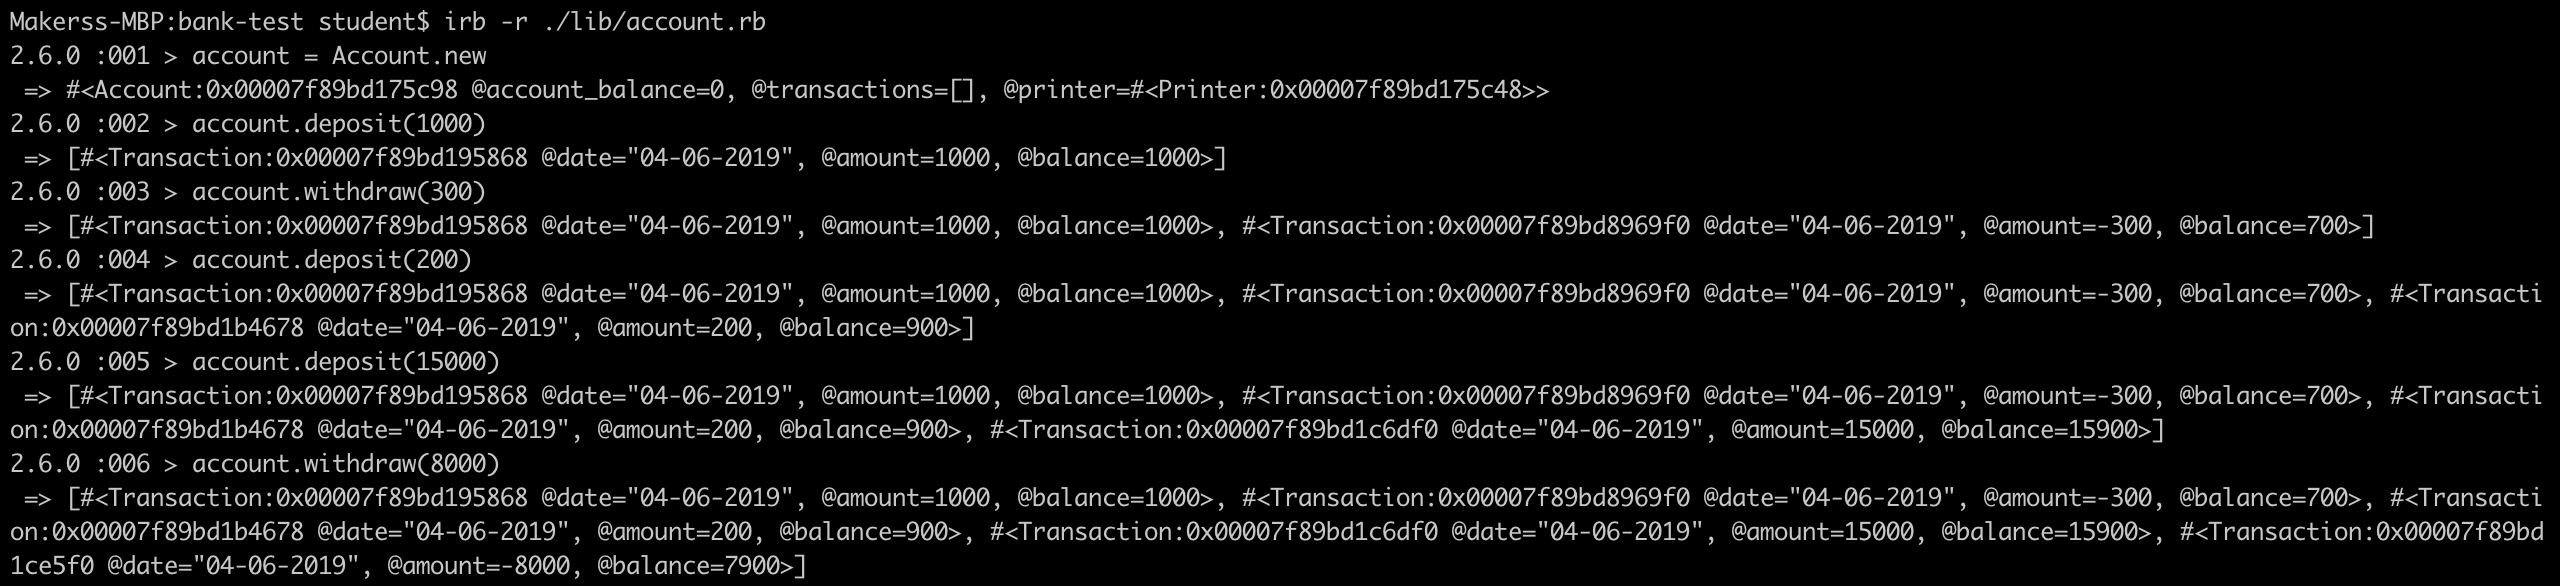 Makerss-MBP:bank-test student$ irb -r ./lib/account.rb
2.6.0 :001 > account = Account.new
 => #<Account:0x00007f89bd175c98 @account_balance=0, @transactions=[], @printer=#<Printer:0x00007f89bd175c48>>
2.6.0 :002 > account.deposit(1000)
 => [#<Transaction:0x00007f89bd195868 @date="04-06-2019", @amount=1000, @balance=1000>]
2.6.0 :003 > account.withdraw(300)
 => [#<Transaction:0x00007f89bd195868 @date="04-06-2019", @amount=1000, @balance=1000>, #<Transaction:0x00007f89bd8969f0 @date="04-06-2019", @amount=-300, @balance=700>]
2.6.0 :004 > account.deposit(200)
 => [#<Transaction:0x00007f89bd195868 @date="04-06-2019", @amount=1000, @balance=1000>, #<Transaction:0x00007f89bd8969f0 @date="04-06-2019", @amount=-300, @balance=700>, #<Transacti
on:0x00007f89bd1b4678 @date="04-06-2019", @amount=200, @balance=900>]
2.6.0 :005 > account.deposit(15000)
 => [#<Transaction:0x00007f89bd195868 @date="04-06-2019", @amount=1000, @balance=1000>, #<Transaction:0x00007f89bd8969f0 @date="04-06-2019", @amount=-300, @balance=700>, #<Transacti
on:0x00007f89bd1b4678 @date="04-06-2019", @amount=200, @balance=900>, #<Transaction:0x00007f89bd1c6df0 @date="04-06-2019", @amount=15000, @balance=15900>]
2.6.0 :006 > account.withdraw(8000)
 => [#<Transaction:0x00007f89bd195868 @date="04-06-2019", @amount=1000, @balance=1000>, #<Transaction:0x00007f89bd8969f0 @date="04-06-2019", @amount=-300, @balance=700>, #<Transacti
on:0x00007f89bd1b4678 @date="04-06-2019", @amount=200, @balance=900>, #<Transaction:0x00007f89bd1c6df0 @date="04-06-2019", @amount=15000, @balance=15900>, #<Transaction:0x00007f89bd
1ce5f0 @date="04-06-2019", @amount=-8000, @balance=7900>]